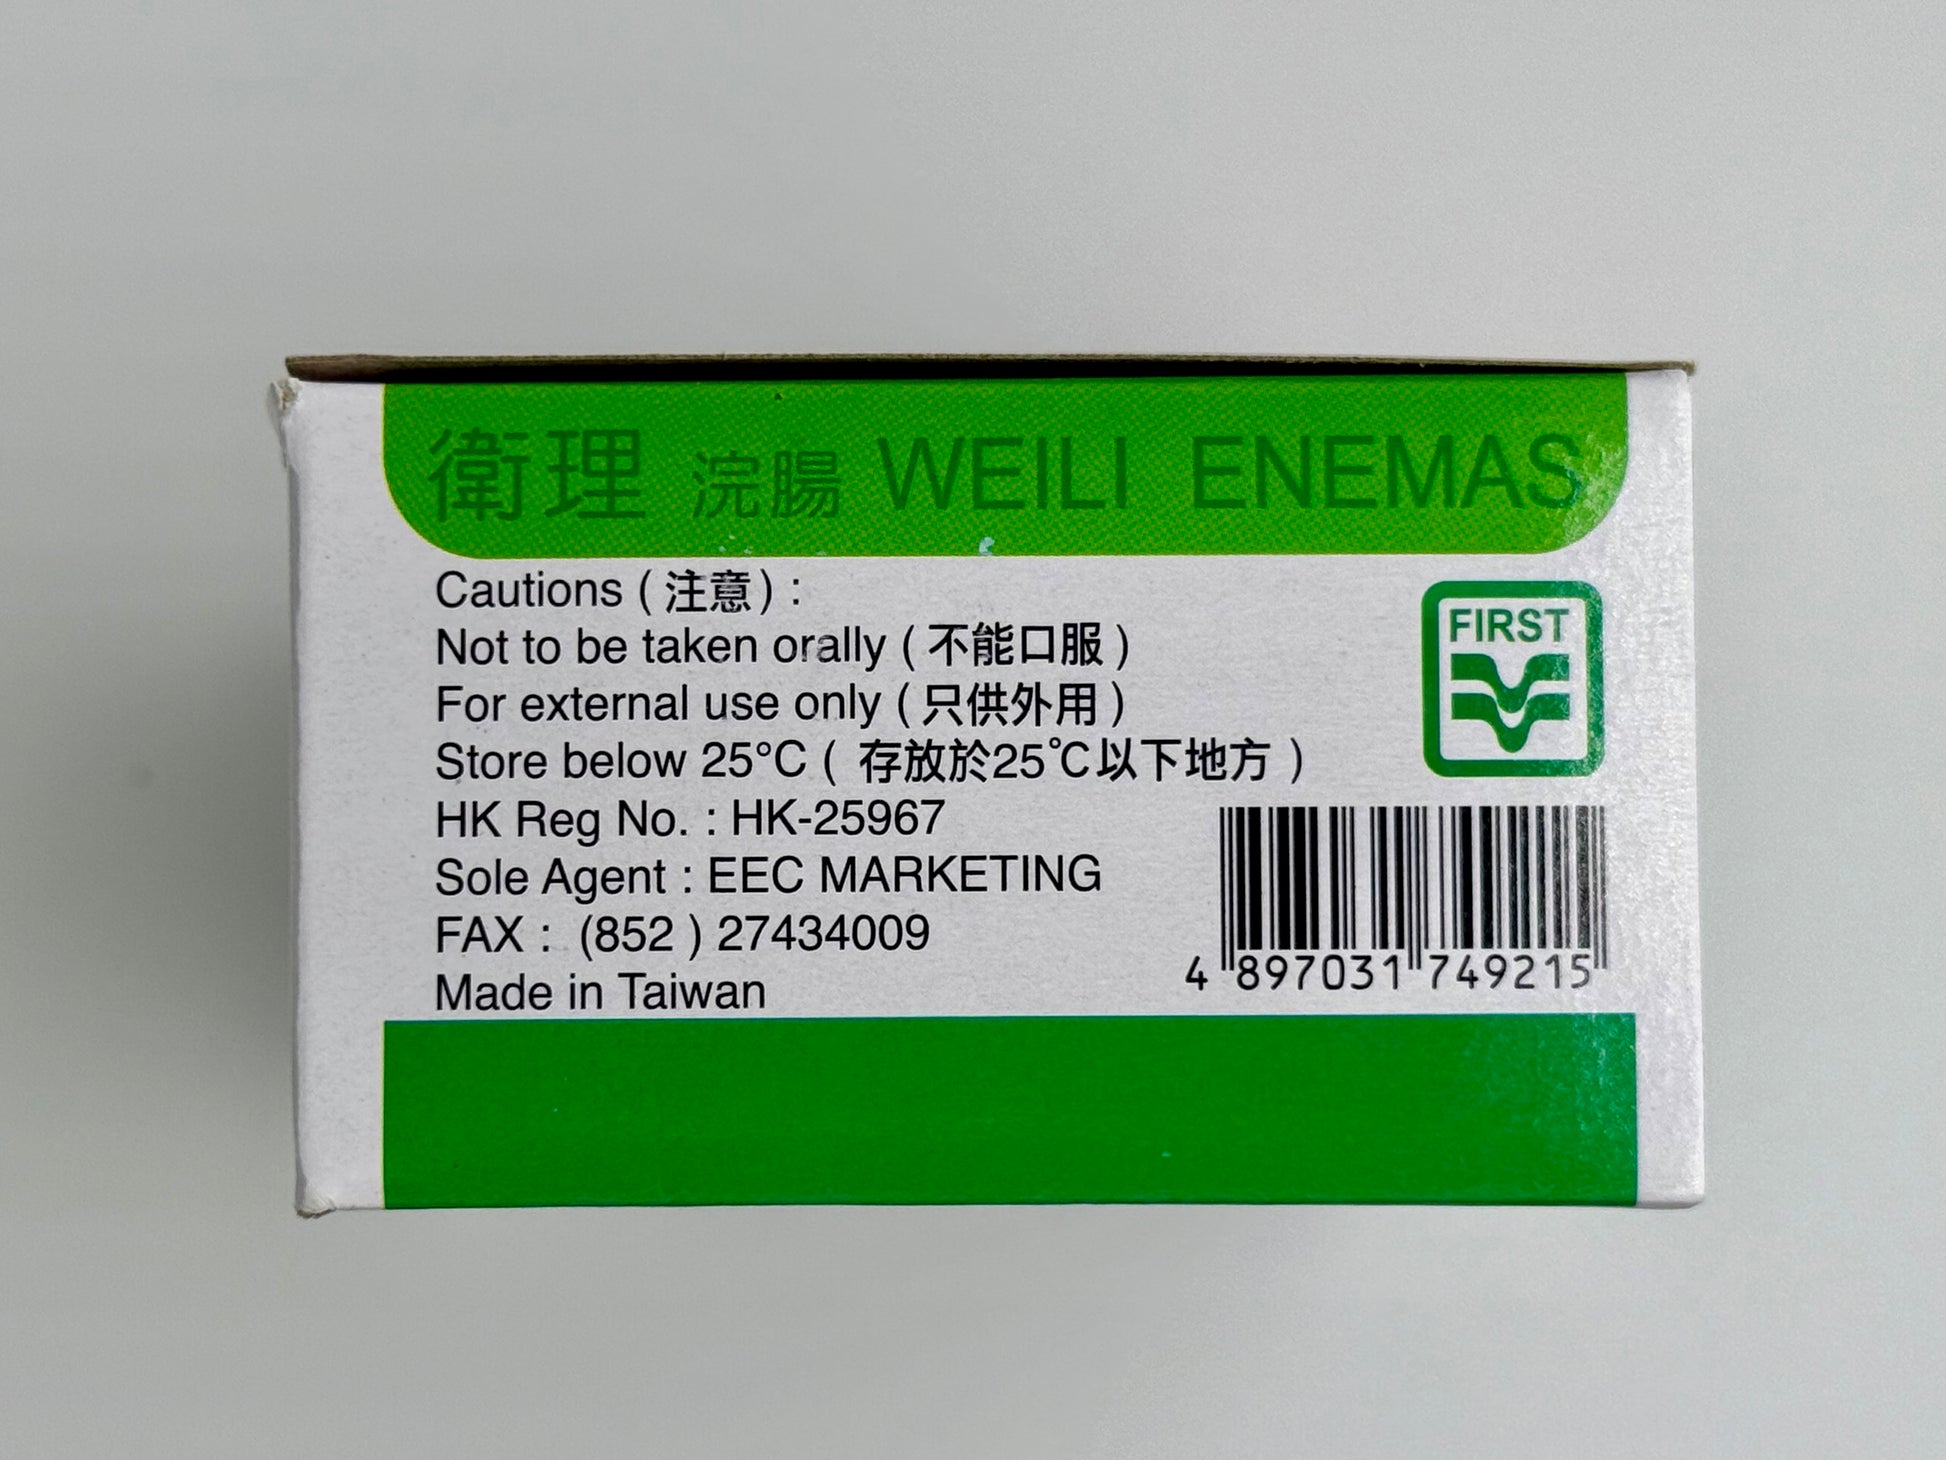 衛理 浣腸 WEILI ENEMAS
Cautions ( 注意 ) :
Not to be taken orally ( 不能口服 )
For external use only ( 只供外用 )
Store below 25°C ( 存放於25℃以下地方 )
HK Reg No. : HK-25967
Sole Agent : EEC MARKETING
FAX : (852 ) 27434009
Made in Taiwan
FIRST
4 897031 749215